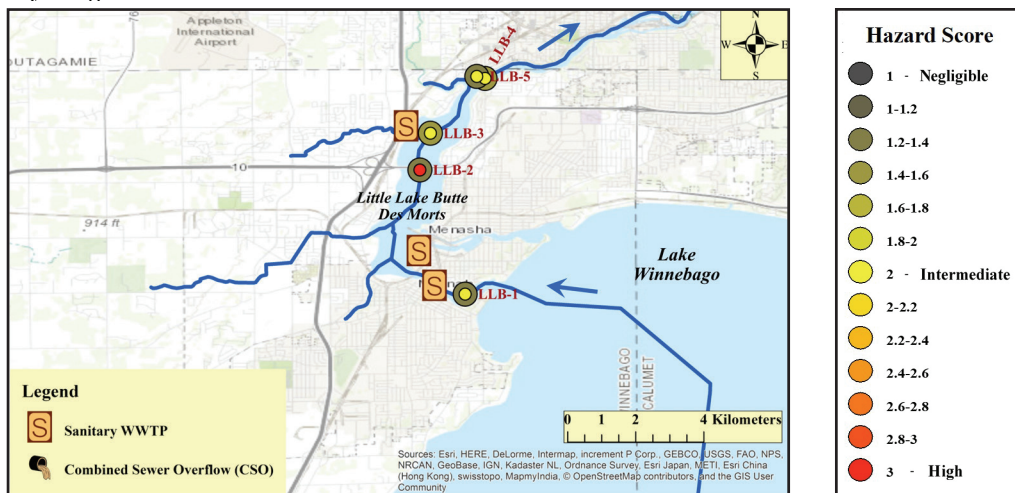 Appleton
International
Airport
OUTAGAMIE
N
W
E
S
LLB-4
LLB-5
LLB-3
10
LLB-2
Little Lake Butte
Des Morts
914 ft
Menasha
Lake
Winnebago
LLB-1
WINNEBAGO
CALUMET
Legend
S Sanitary WWTP
Combined Sewer Overflow (CSO)
0 1 2 4 Kilometers
Sources: Esri, HERE, DeLorme, Intermap, increment P Corp., GEBCO, USGS, FAO, NPS,
NRCAN, GeoBase, IGN, Kadaster NL, Ordnance Survey, Esri Japan, METI, Esri China
(Hong Kong), swisstopo, MapmyIndia, © OpenStreetMap contributors, and the GIS User
Community
Hazard Score
1 - Negligible
1-1.2
1.2-1.4
1.4-1.6
1.6-1.8
1.8-2
2 - Intermediate
2-2.2
2.2-2.4
2.4-2.6
2.6-2.8
2.8-3
3 - High